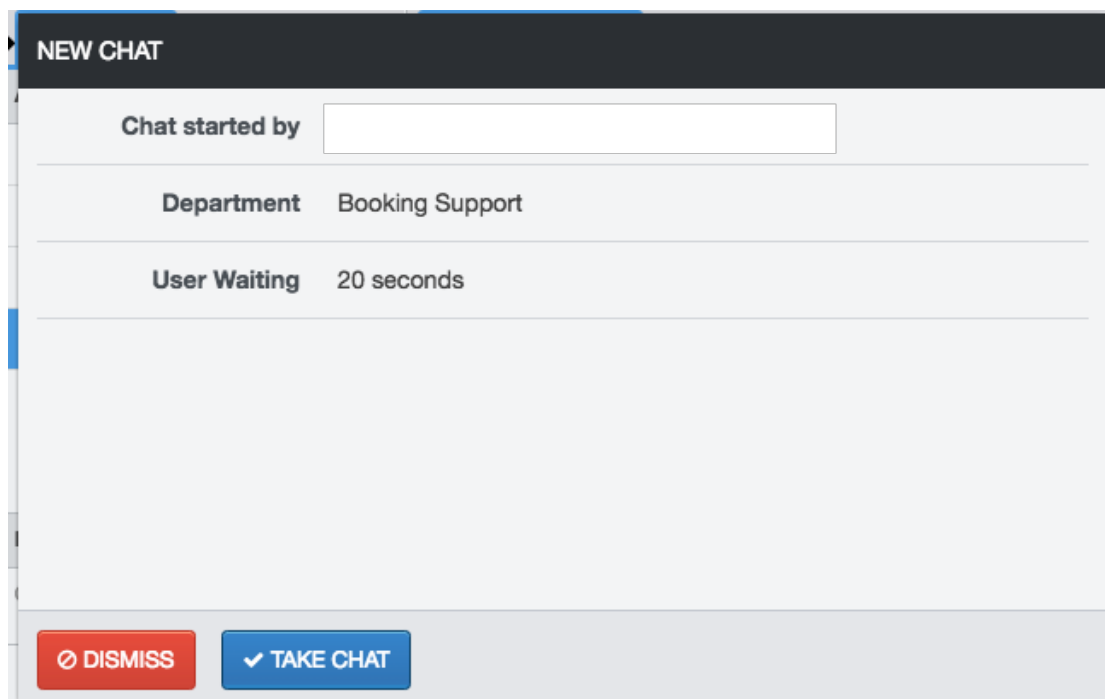 NEW CHAT
Chat started by
Department Booking Support
User Waiting 20 seconds
DISMISS TAKE CHAT